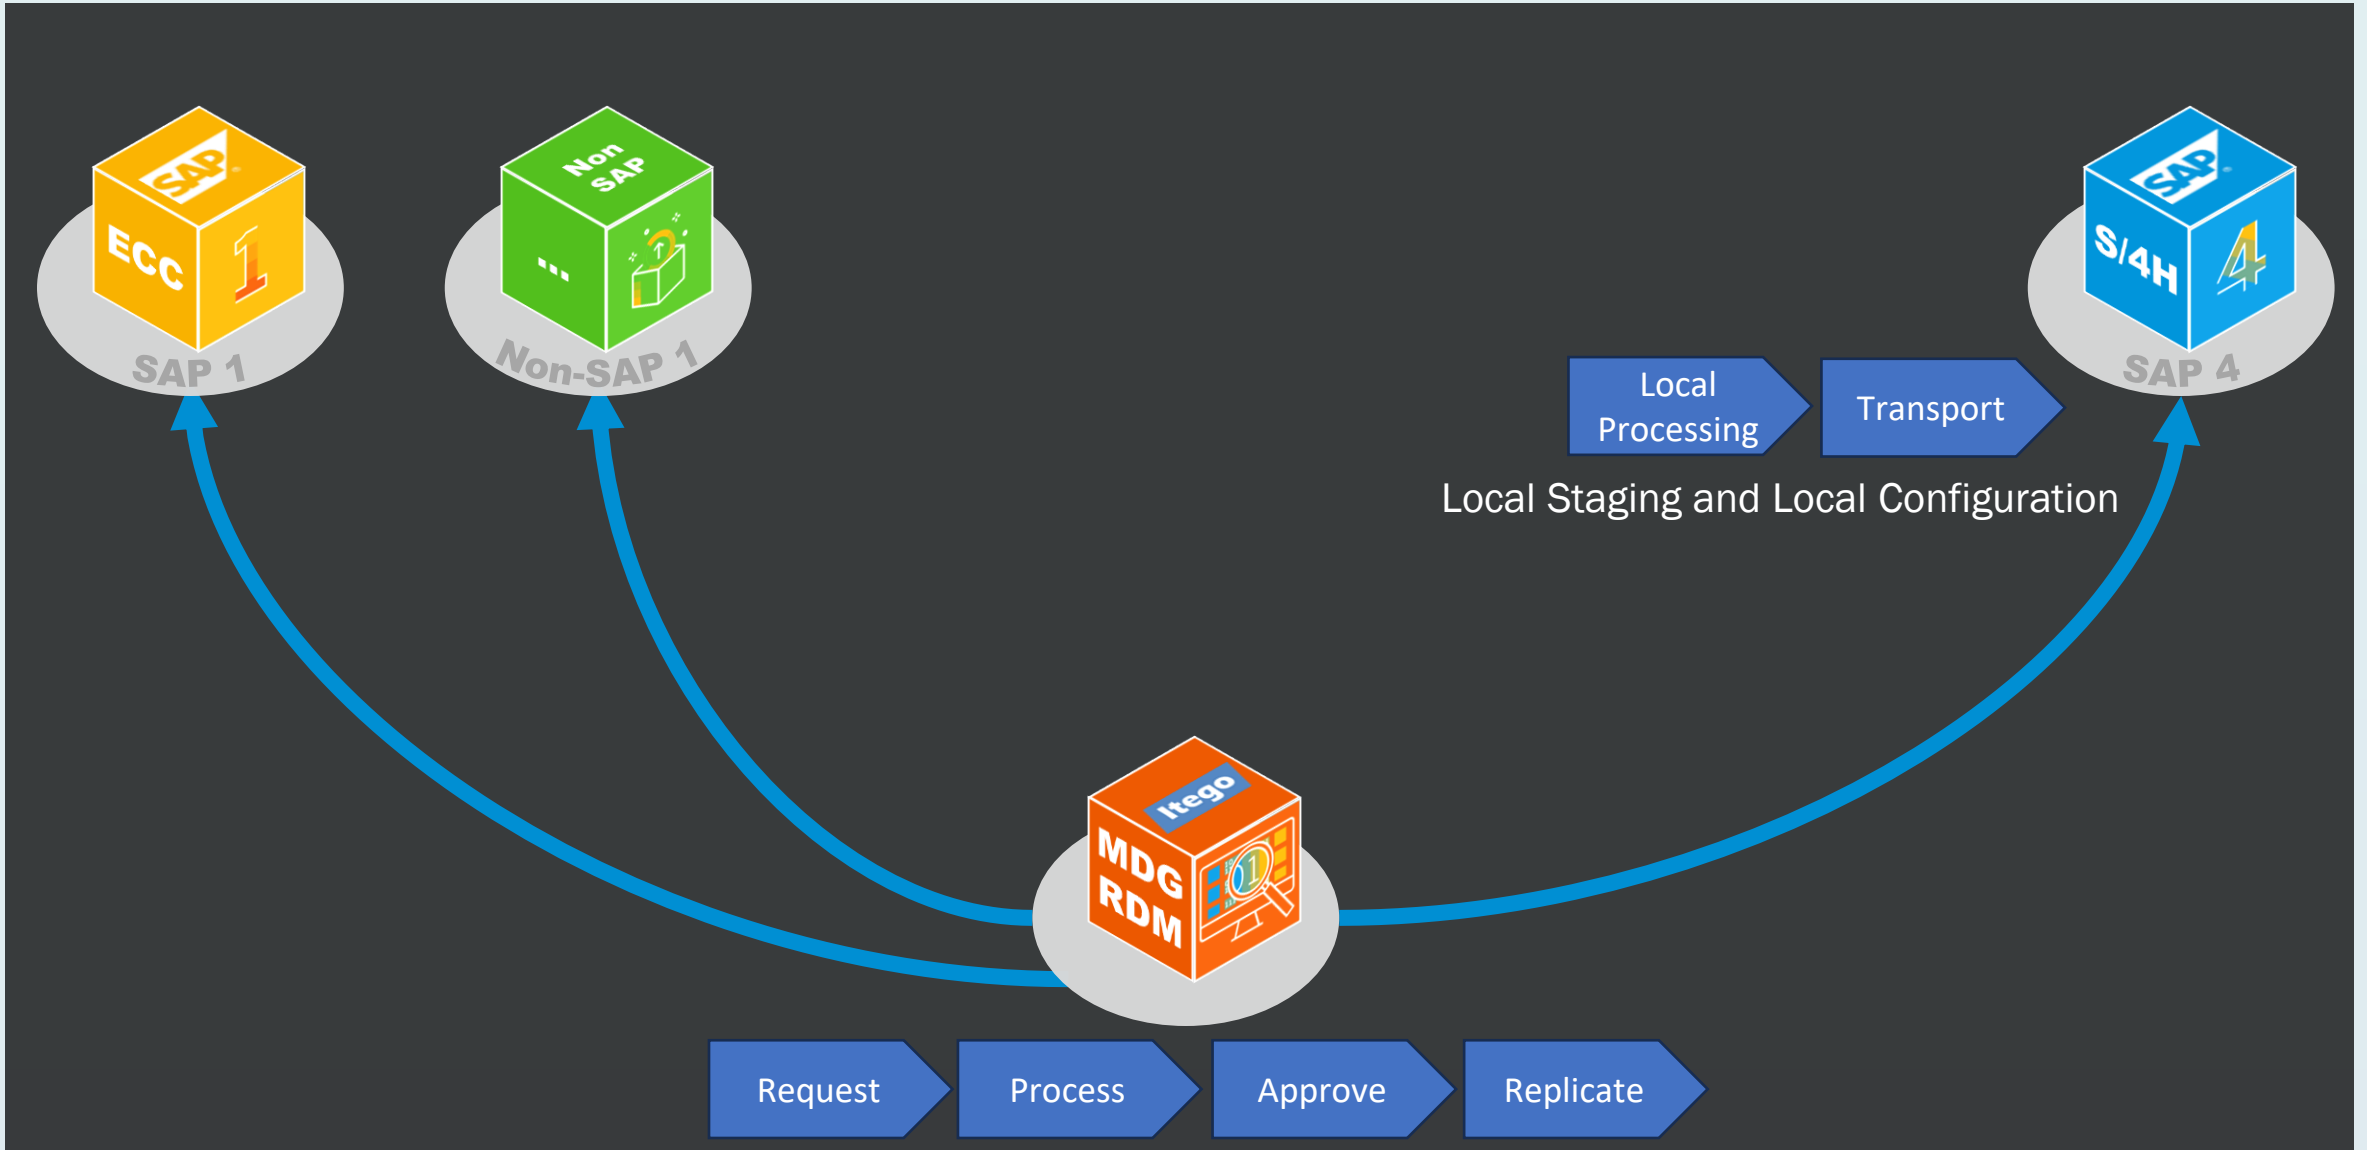 SAP
ECC
1
SAP 1
Non
SAP
...
Non-SAP 1
SAP
S/4H
4
SAP 4
Local
Processing
Transport
Local Staging and Local Configuration
Itego
MDG
RDM
1
Request
Process
Approve
Replicate